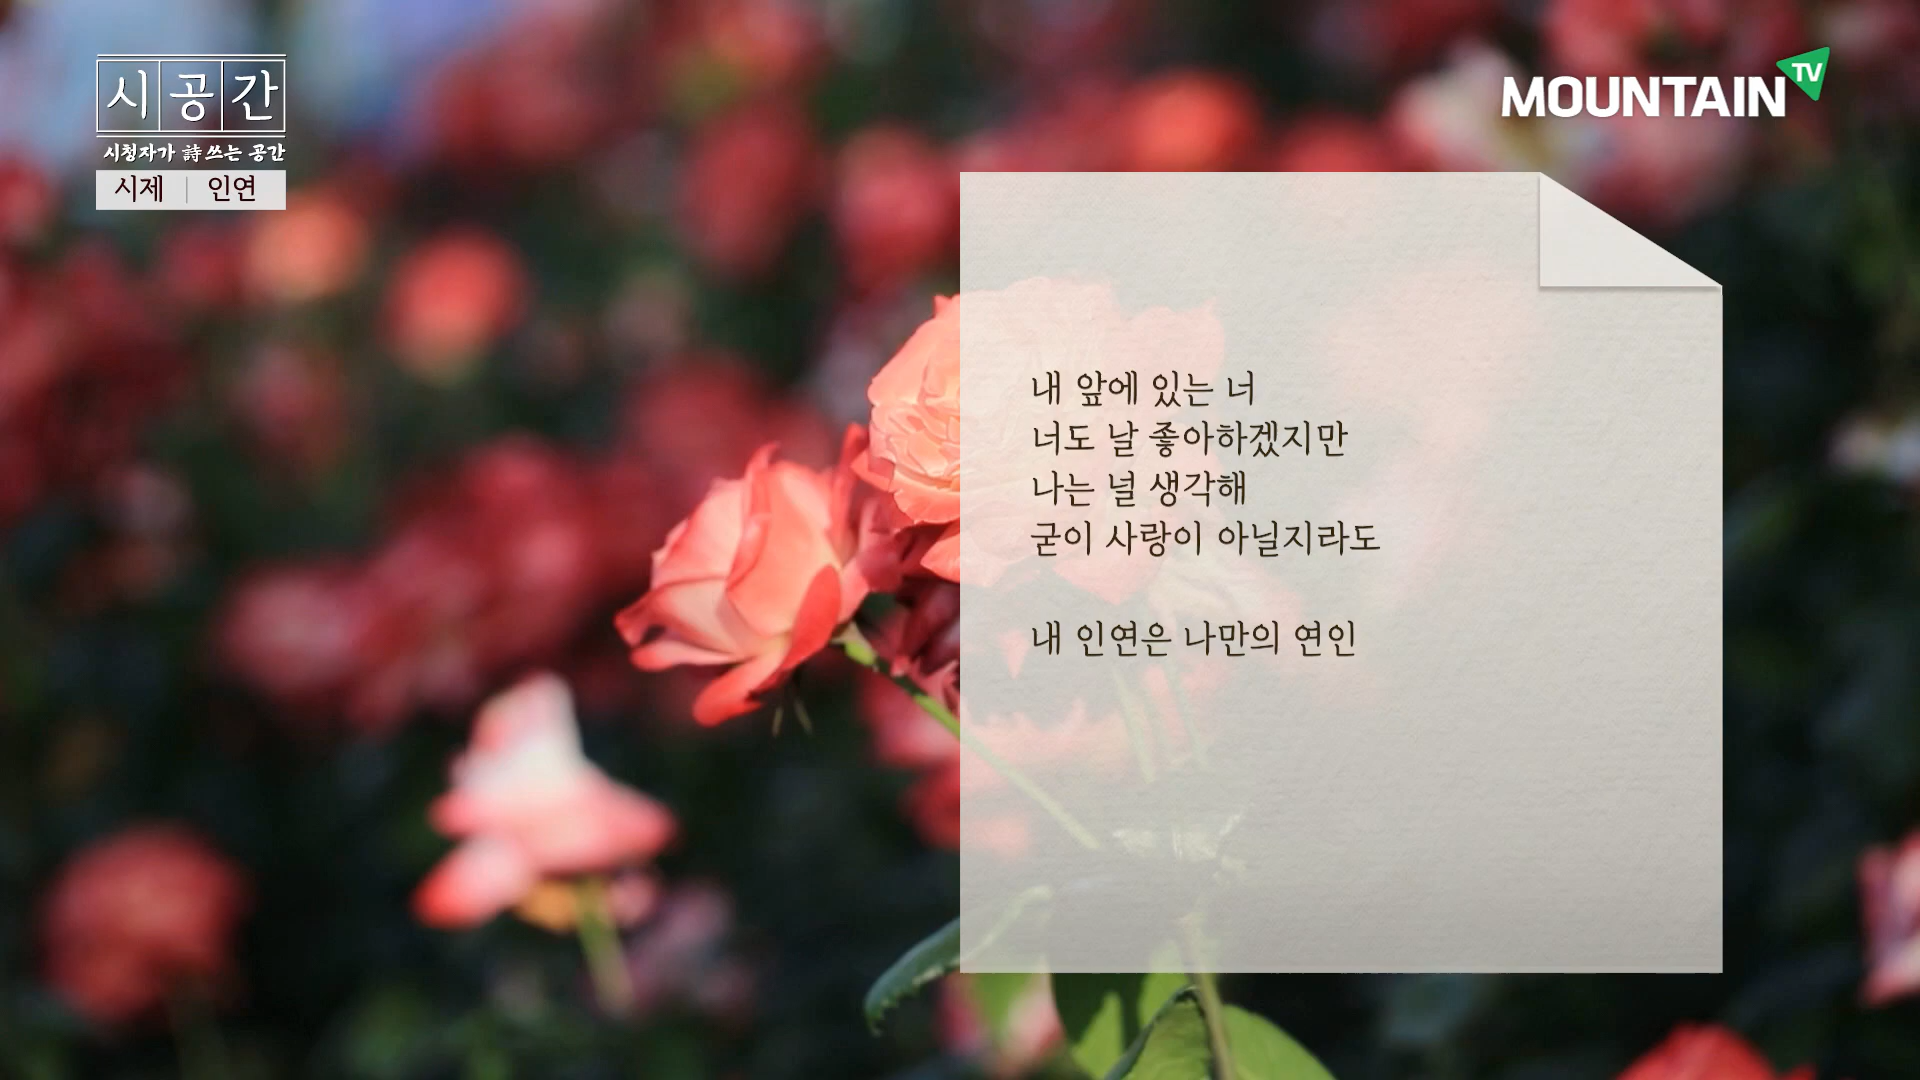 시공간
시청자가 詩 쓰는 공간
시제 | 인연
MOUNTAIN TV
내 앞에 있는 너
너도 날 좋아하겠지만
나는 널 생각해
굳이 사랑이 아닐지라도
내 인연은 나만의 연인